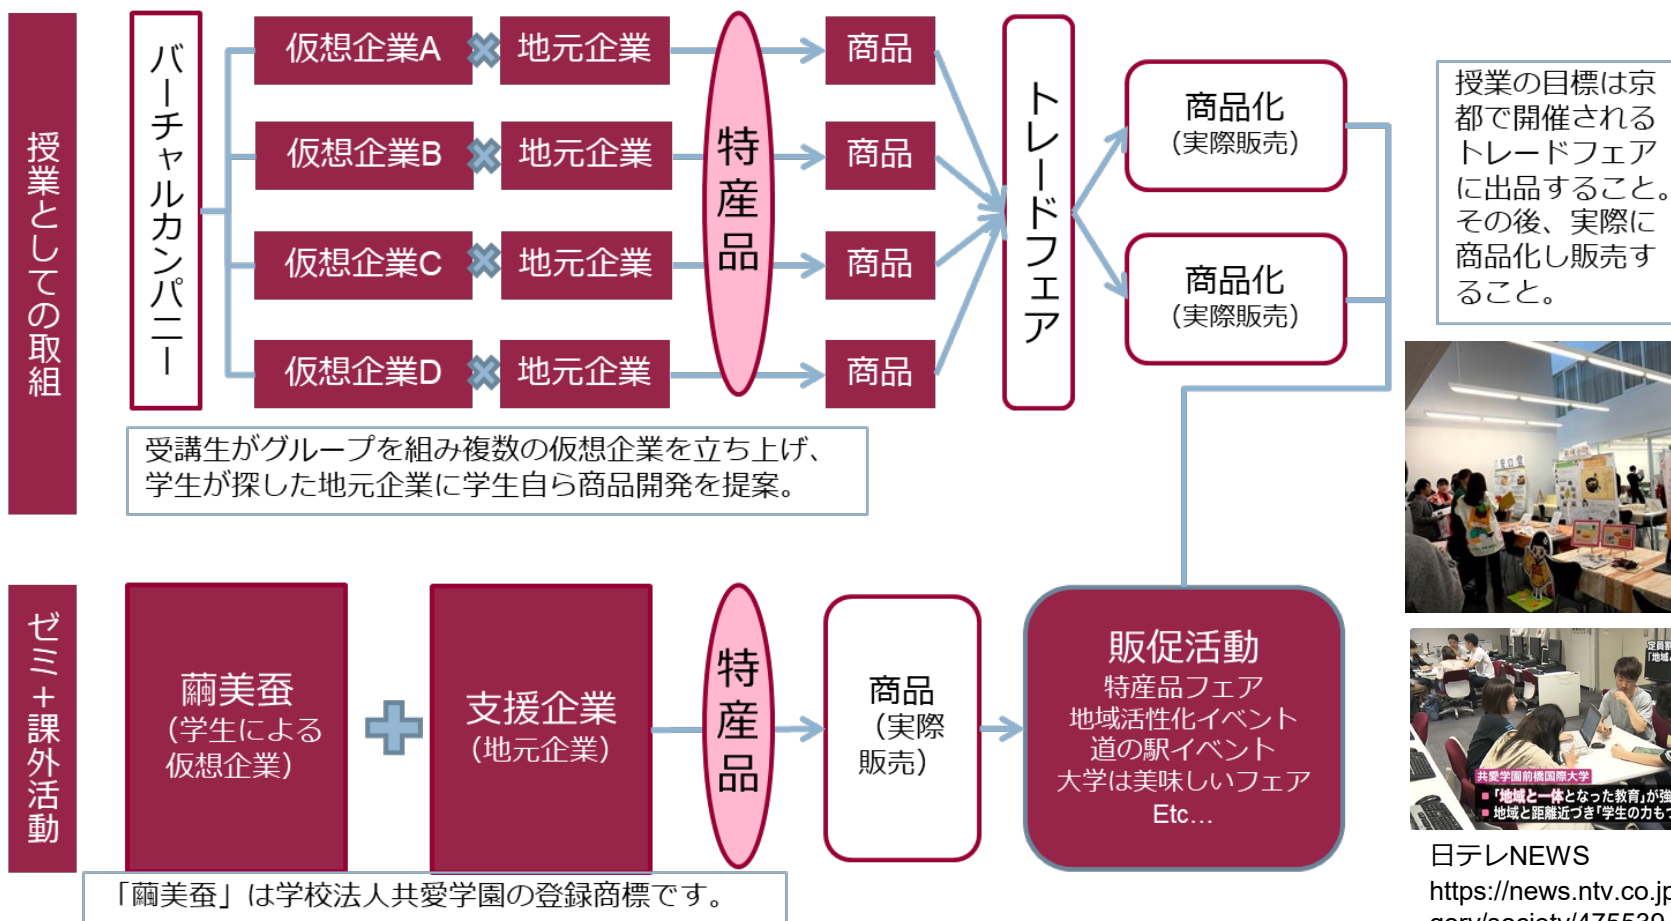 授業としての取組
バーチャルカンパニー
仮想企業A
地元企業
商品
仮想企業B
地元企業
商品
仮想企業C
地元企業
商品
仮想企業D
地元企業
商品
特産品
トレードフェア
商品化
(実際販売)
商品化
(実際販売)
授業の目標は京
都で開催される
トレードフェア
に出品すること。
その後、実際に
商品化し販売す
ること。
受講生がグループを組み複数の仮想企業を立ち上げ、
学生が探した地元企業に学生自ら商品開発を提案。
ゼミ+課外活動
繭美蚕
(学生による
仮想企業)
支援企業
(地元企業)
特産品
商品
(実際
販売)
販促活動
特産品フェア
地域活性化イベント
道の駅イベント
大学は美味しいフェア
Etc…
「繭美蚕」は学校法人共愛学園の登録商標です。
共愛学園前橋国際大学
「地域と一体となった教育」が強
地域と距離近づき「学生の力も
日テレNEWS
https://news.ntv.co.jp
gory/society/475539